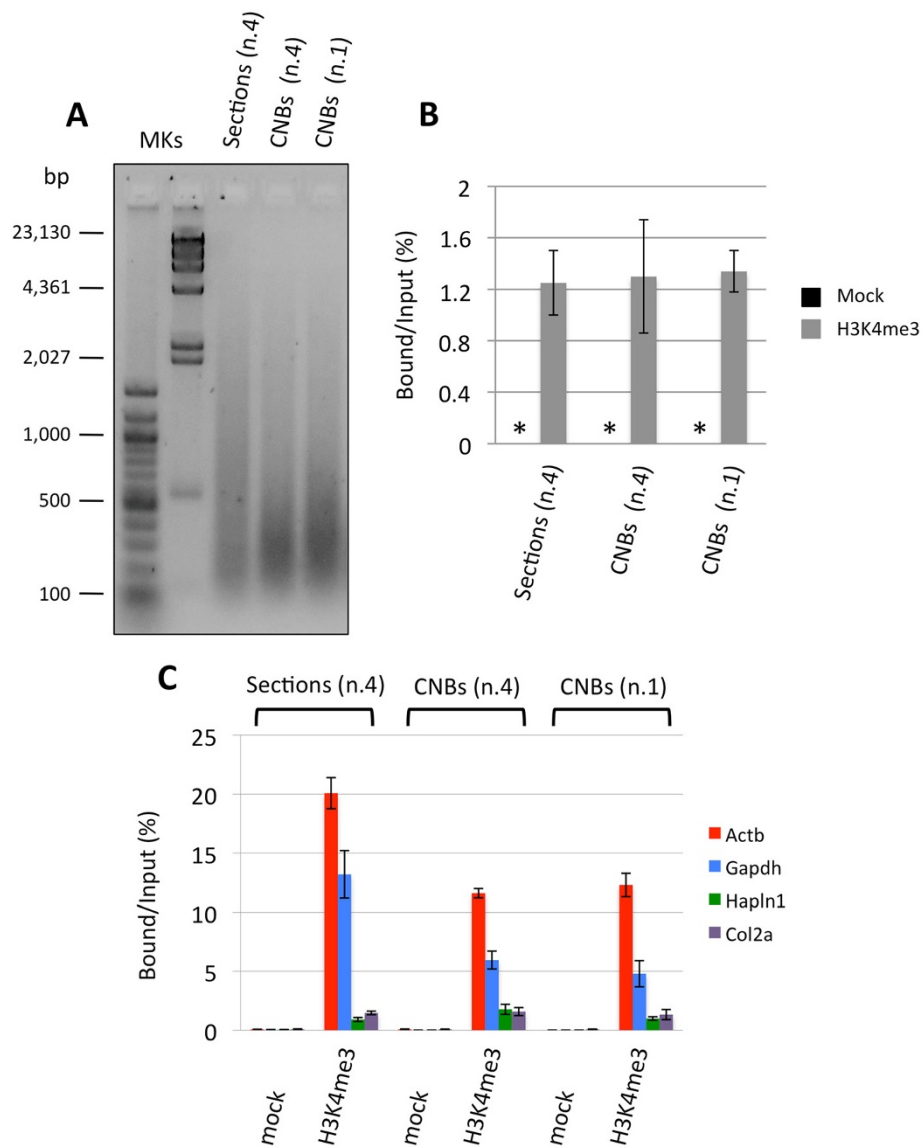 A
MKs
Sections (n.4)
CNBs (n.4)
CNBs (n.1)
bp
23,130
4,361
2,027
1,000
500
100
B
Bound/Input (%)
2
1.6
1.2
0.8
0.4
0
* * *
Sections (n.4)
CNBs (n.4)
CNBs (n.1)
Mock
H3K4me3
C
Sections (n.4) CNBs (n.4) CNBs (n.1)
Bound/Input (%)
25
20
15
10
5
0
mock
H3K4me3
mock
H3K4me3
mock
H3K4me3
Actb
Gapdh
Hapln1
Col2a